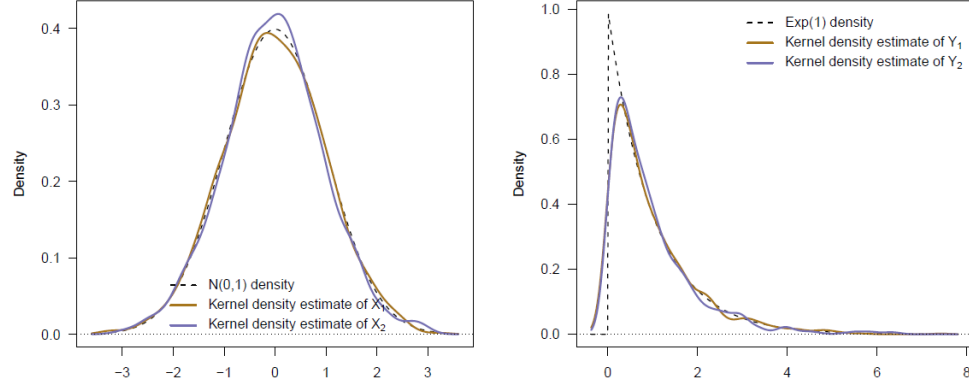 Density
0.4
0.3
0.2
0.1
0.0
−3 −2 −1 0 1 2 3
N(0,1) density
Kernel density estimate of X1
Kernel density estimate of X2
Density
1.0
0.8
0.6
0.4
0.2
0.0
0 2 4 6 8
Exp(1) density
Kernel density estimate of Y1
Kernel density estimate of Y2